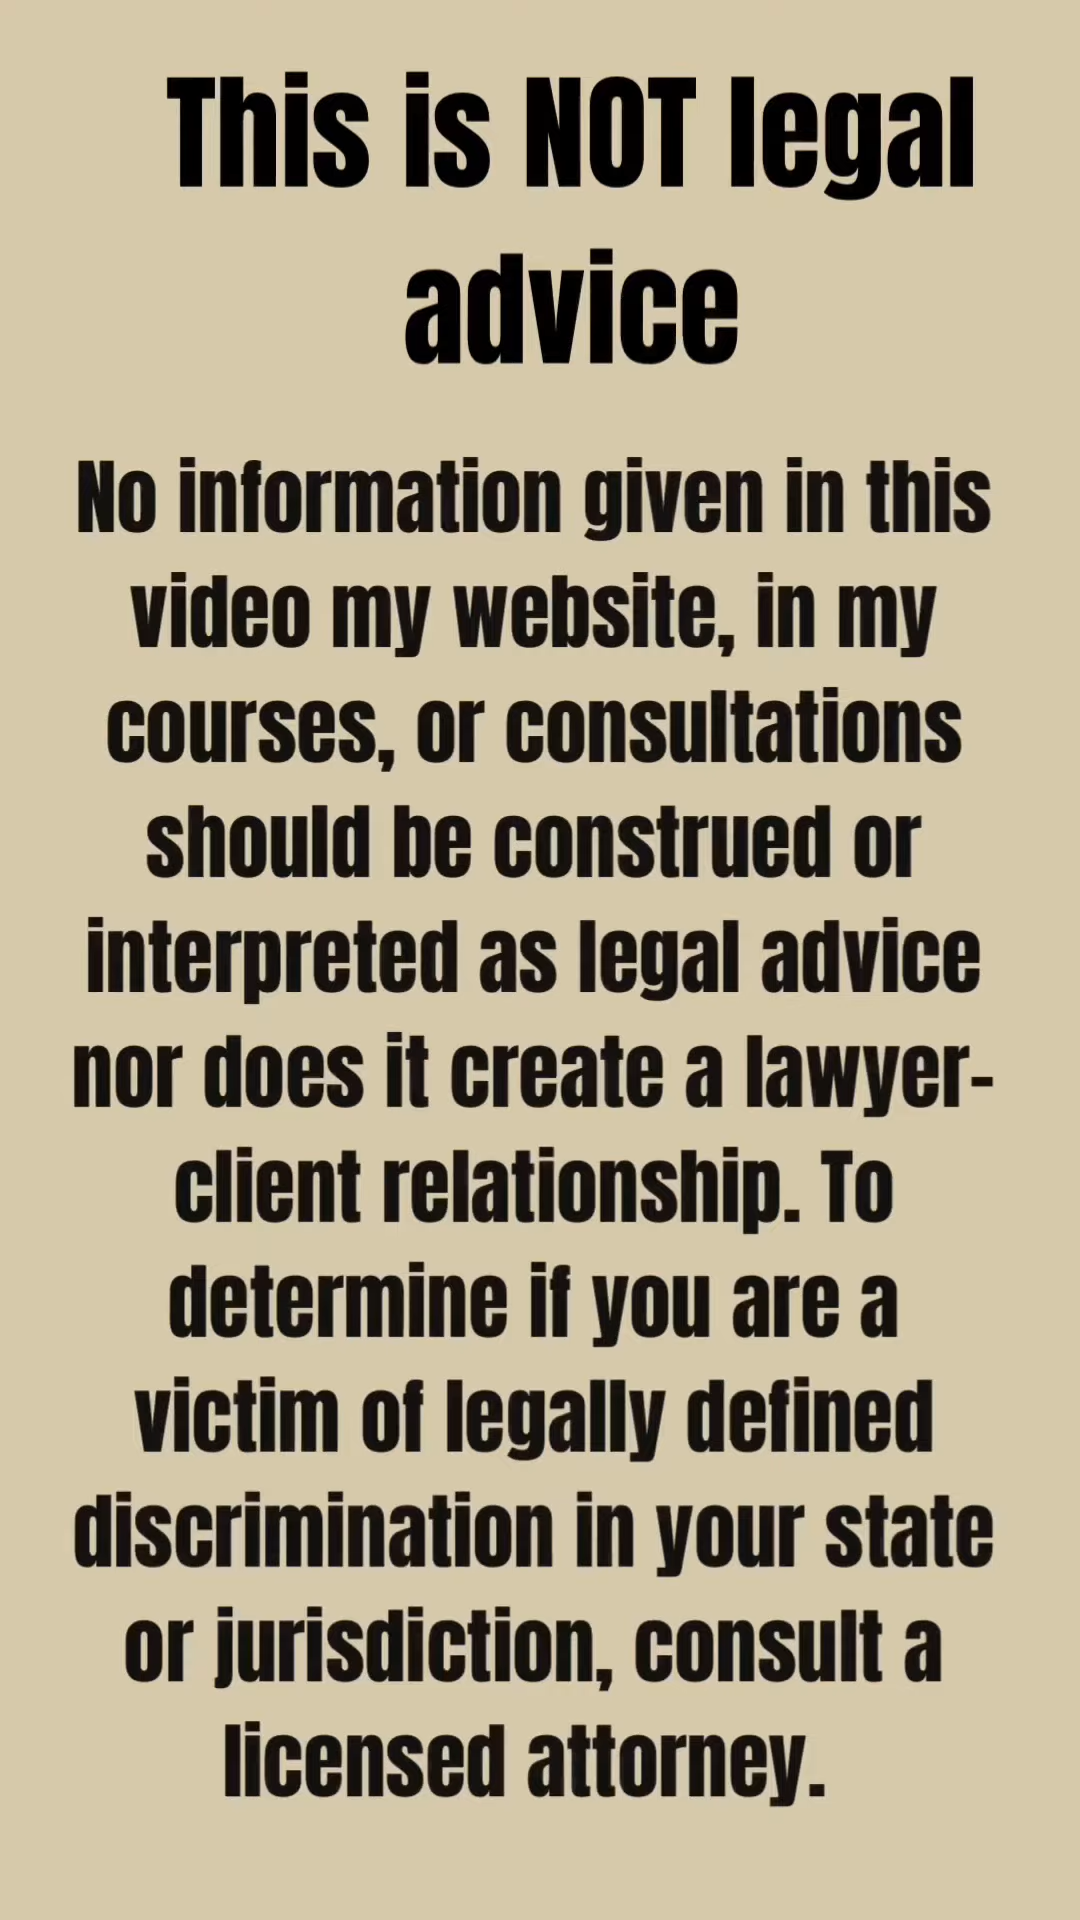 This is NOT legal
advice
No information given in this
video my website, in my
courses, or consultations
should be construed or
interpreted as legal advice
nor does it create a lawyer-
client relationship. To
determine if you are a
victim of legally defined
discrimination in your state
or jurisdiction, consult a
licensed attorney.